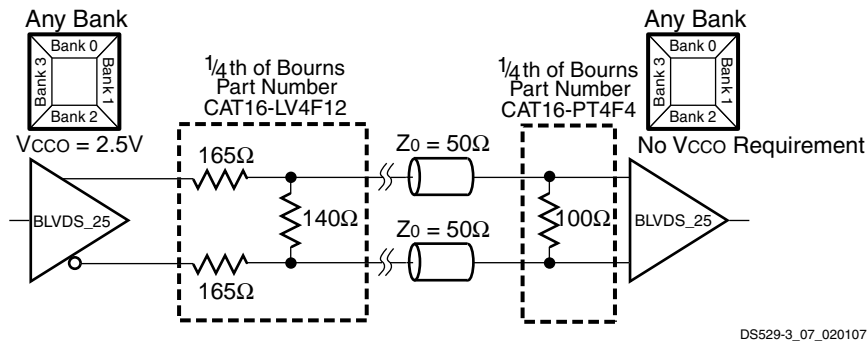 Any Bank
Bank 0
Bank 3
Bank 1
Bank 2
VCCO = 2.5V
1/4th of Bourns
Part Number
CAT16-LV4F12
1/4th of Bourns
Part Number
CAT16-PT4F4
Any Bank
Bank 0
Bank 3
Bank 1
Bank 2
No VCCO Requirement
165Ω
Z0 = 50Ω
BLVDS_25
140Ω
Z0 = 50Ω
100Ω
BLVDS_25
165Ω
DS529-3_07_020107